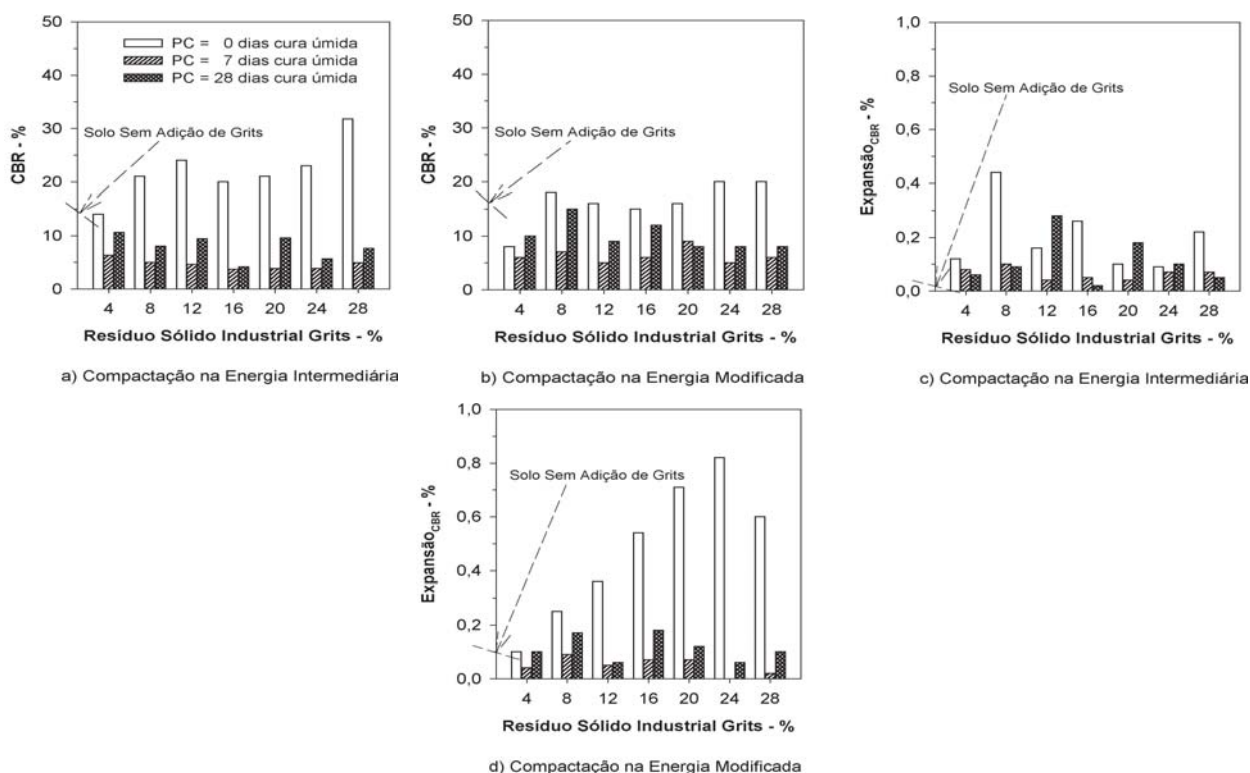 50
40
30
20
10
0
CBR - %
PC = 0 dias cura úmida
PC = 7 dias cura úmida
PC = 28 dias cura úmida
Solo Sem Adição de Grits
4 8 12 16 20 24 28
Resíduo Sólido Industrial Grits - %
a) Compactação na Energia Intermediária
50
40
30
20
10
0
CBR - %
Solo Sem Adição de Grits
4 8 12 16 20 24 28
Resíduo Sólido Industrial Grits - %
b) Compactação na Energia Modificada
1,0
0,8
0,6
0,4
0,2
0,0
Expansão CBR - %
Solo Sem Adição de Grits
4 8 12 16 20 24 28
Resíduo Sólido Industrial Grits - %
c) Compactação na Energia Intermediária
1,0
0,8
0,6
0,4
0,2
0,0
Expansão CBR - %
Solo Sem Adição de Grits
4 8 12 16 20 24 28
Resíduo Sólido Industrial Grits - %
d) Compactação na Energia Modificada